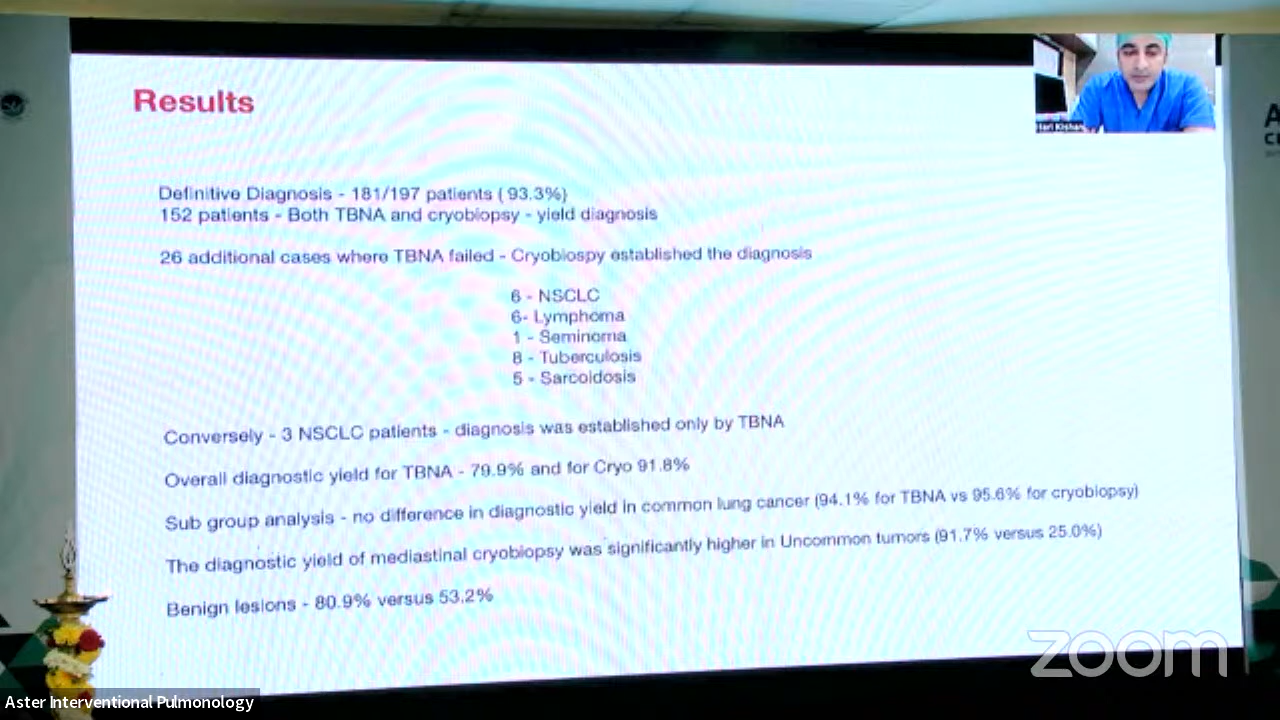 Results
Definitive Diagnosis - 181/197 patients ( 93.3%)
152 patients - Both TBNA and cryobiopsy - yield diagnosis
26 additional cases where TBNA failed - Cryobiospy established the diagnosis
6 - NSCLC
6- Lymphoma
1 - Seminoma
8 - Tuberculosis
5 - Sarcoidosis
Conversely - 3 NSCLC patients - diagnosis was established only by TBNA
Overall diagnostic yield for TBNA - 79.9% and for Cryo 91.8%
Sub group analysis - no difference in diagnostic yield in common lung cancer (94.1% for TBNA vs 95.6% for cryobiopsy)
The diagnostic yield of mediastinal cryobiopsy was significantly higher in Uncommon tumors (91.7% versus 25.0%)
Benign lesions - 80.9% versus 53.2%
zoom
Aster Interventional Pulmonology